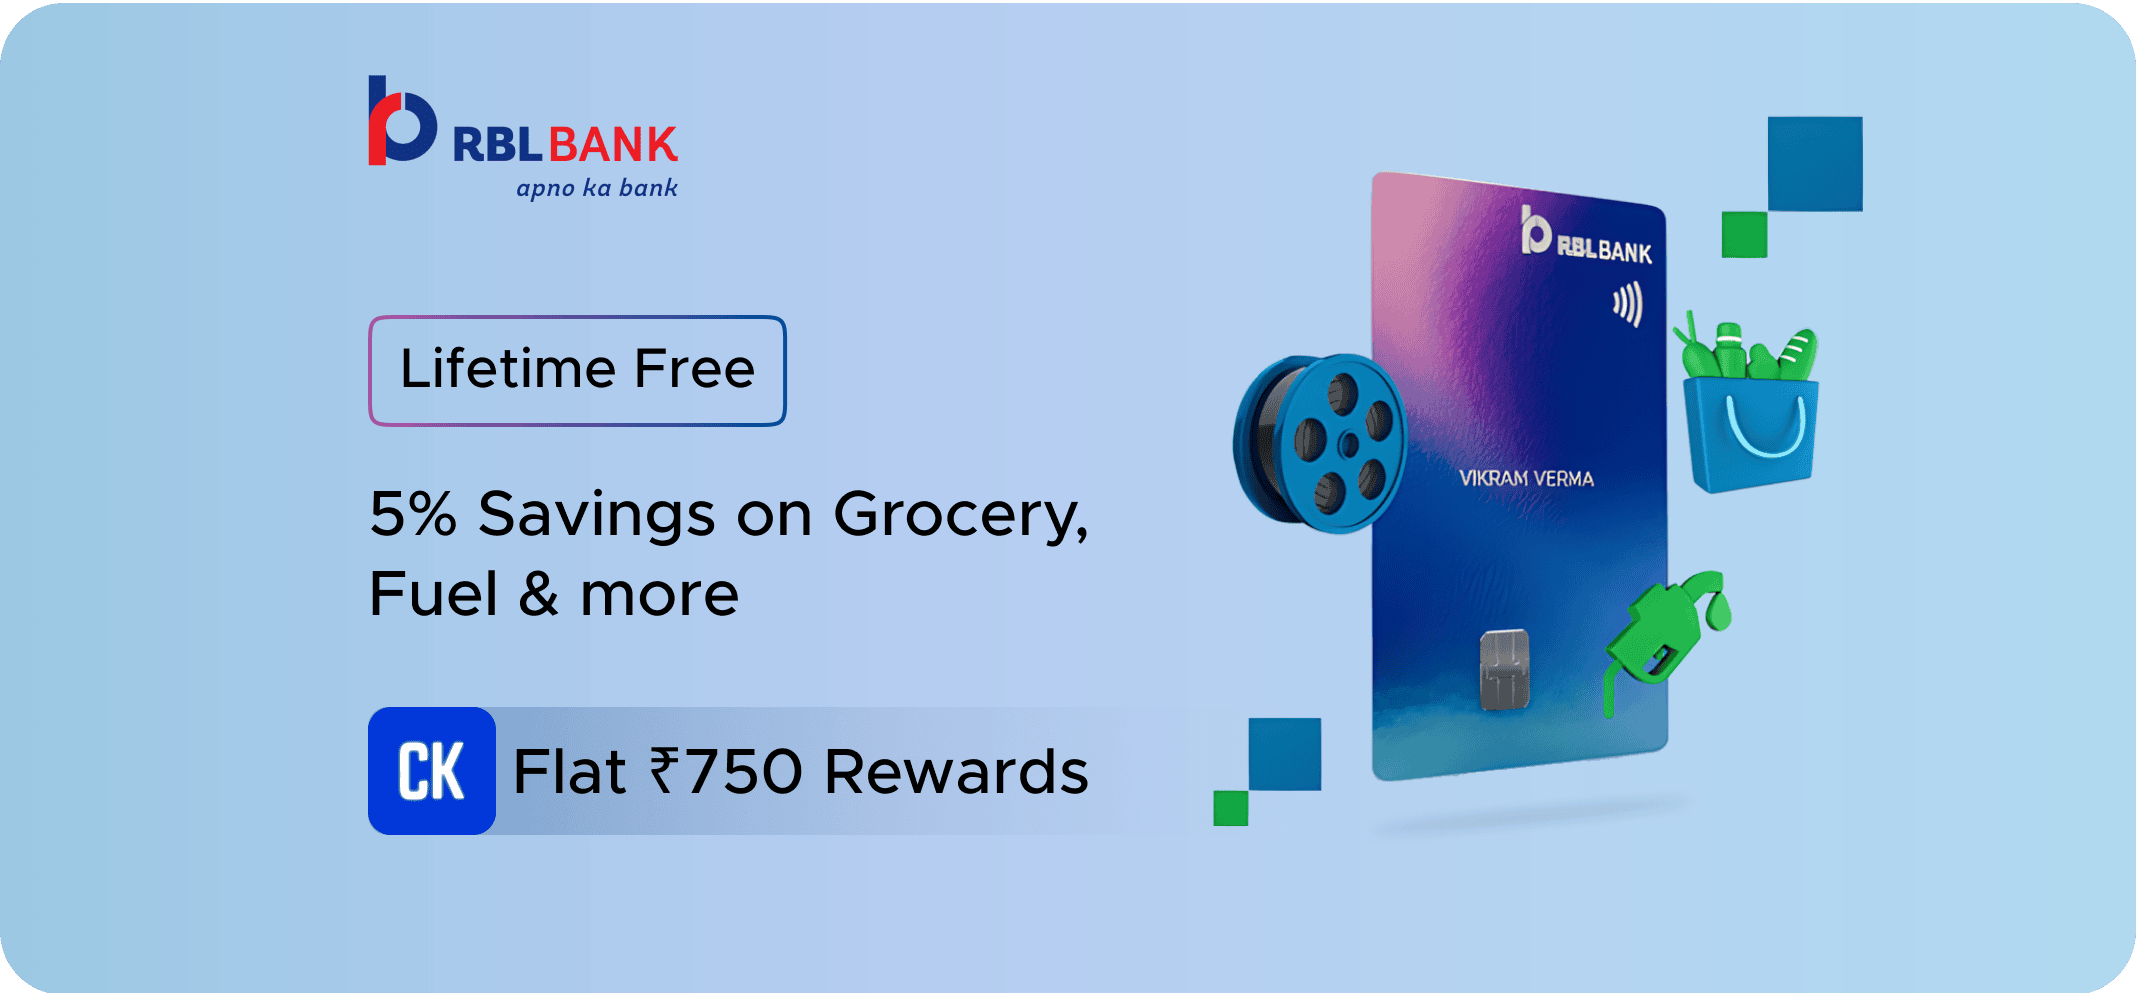 RBL BANK
apno ka bank
Lifetime Free
5% Savings on Grocery,
Fuel & more
CK Flat ₹750 Rewards
RBL BANK
VIKRAM VERMA